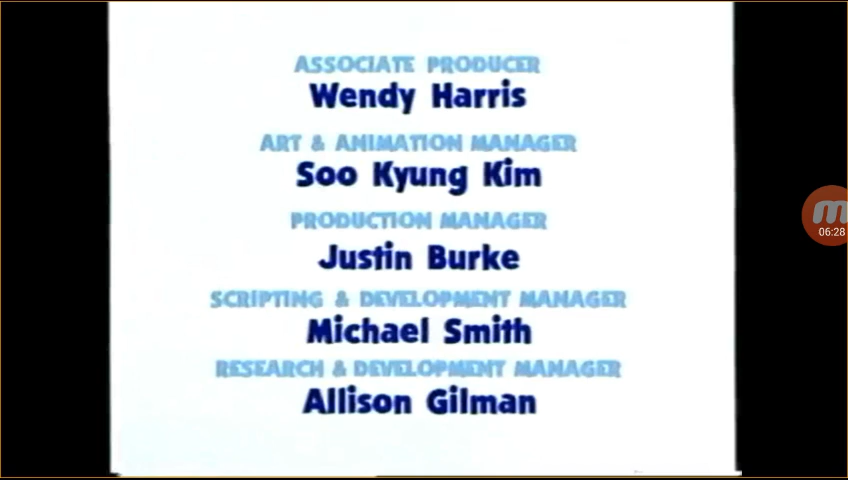 ASSOCIATE PRODUCER
Wendy Harris
ART & ANIMATION MANAGER
Soo Kyung Kim
PRODUCTION MANAGER
Justin Burke
SCRIPTING & DEVELOPMENT MANAGER
Michael Smith
RESEARCH & DEVELOPMENT MANAGER
Allison Gilman
m
06:28